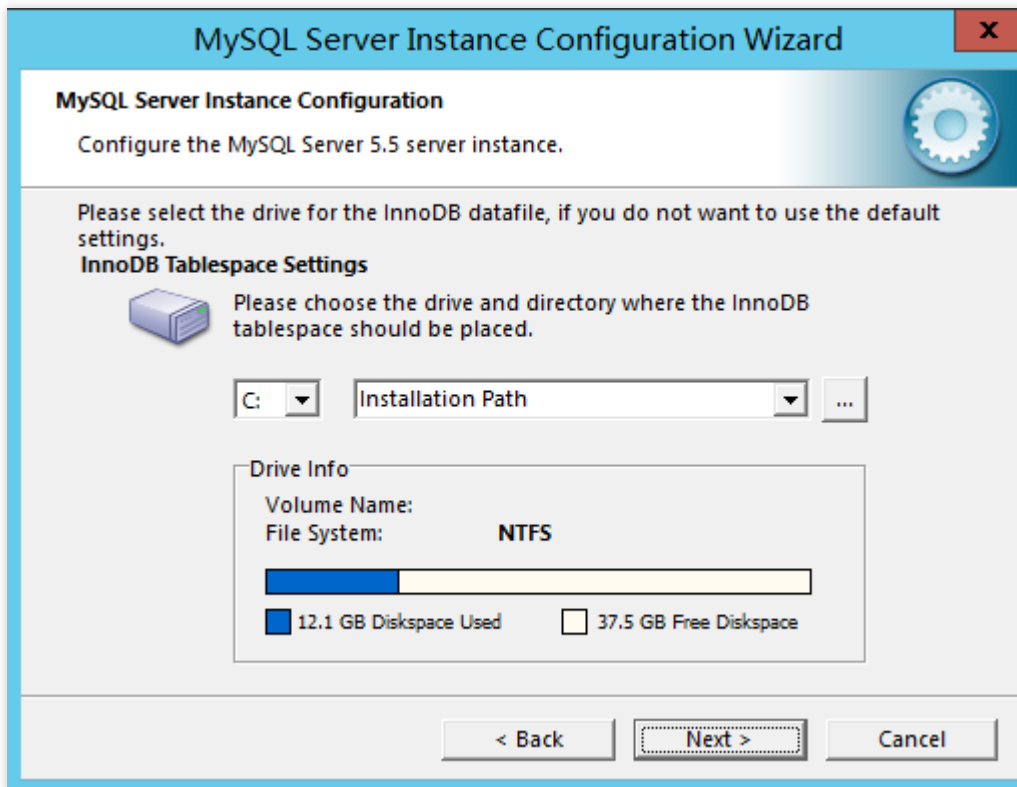 MySQL Server Instance Configuration Wizard
x
MySQL Server Instance Configuration
Configure the MySQL Server 5.5 server instance.
Please select the drive for the InnoDB datafile, if you do not want to use the default
settings.
InnoDB Tablespace Settings
Please choose the drive and directory where the InnoDB
tablespace should be placed.
C: Installation Path ...
Drive Info
Volume Name:
File System: NTFS
12.1 GB Diskspace Used 37.5 GB Free Diskspace
< Back Next > Cancel